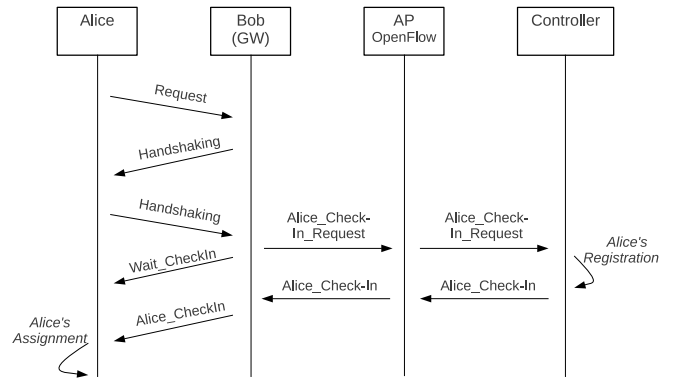 Alice
Bob
(GW)
AP
OpenFlow
Controller
Request
Handshaking
Handshaking
Alice_Check-
In_Request
Alice_Check-
In_Request
Alice's
Registration
Wait_CheckIn
Alice_Check-In
Alice_Check-In
Alice_CheckIn
Alice's
Assignment